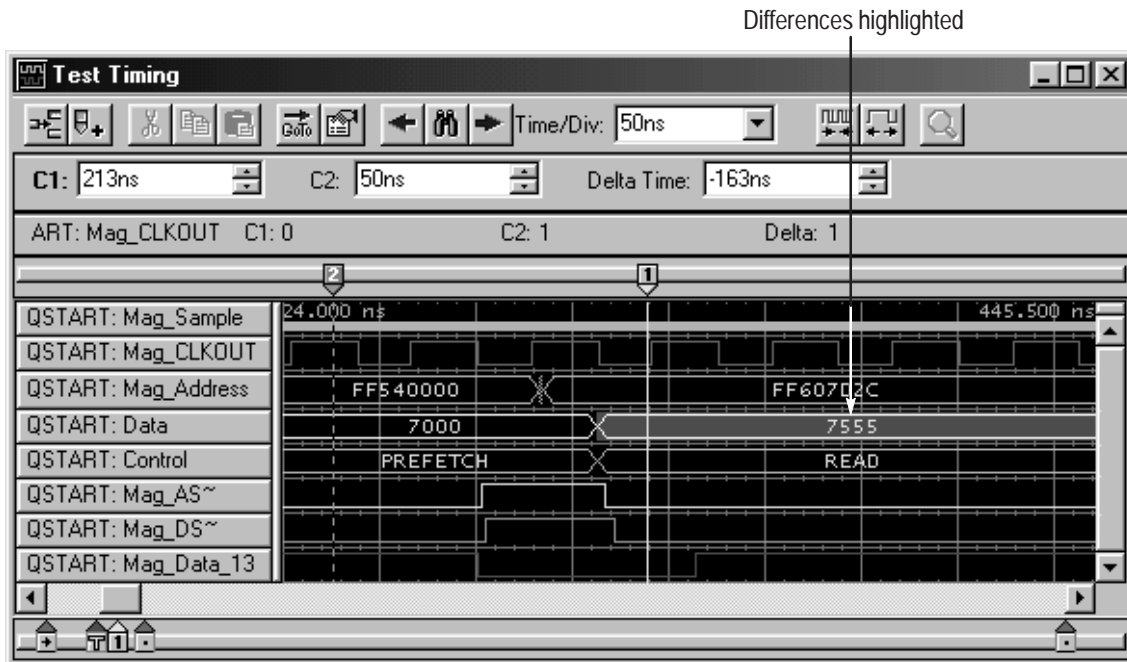 Differences highlighted
Test Timing
GoTo Time/Div: 50ns
C1: 213ns C2: 50ns Delta Time: -163ns
ART: Mag_CLKOUT C1: 0 C2: 1 Delta: 1
2 1
QSTART: Mag_Sample 24.000 ns 445.500 ns
QSTART: Mag_CLKOUT
QSTART: Mag_Address FF540000 FF607D2C
QSTART: Data 7000 7555
QSTART: Control PREFETCH READ
QSTART: Mag_AS~
QSTART: Mag_DS~
QSTART: Mag_Data_13
T 1